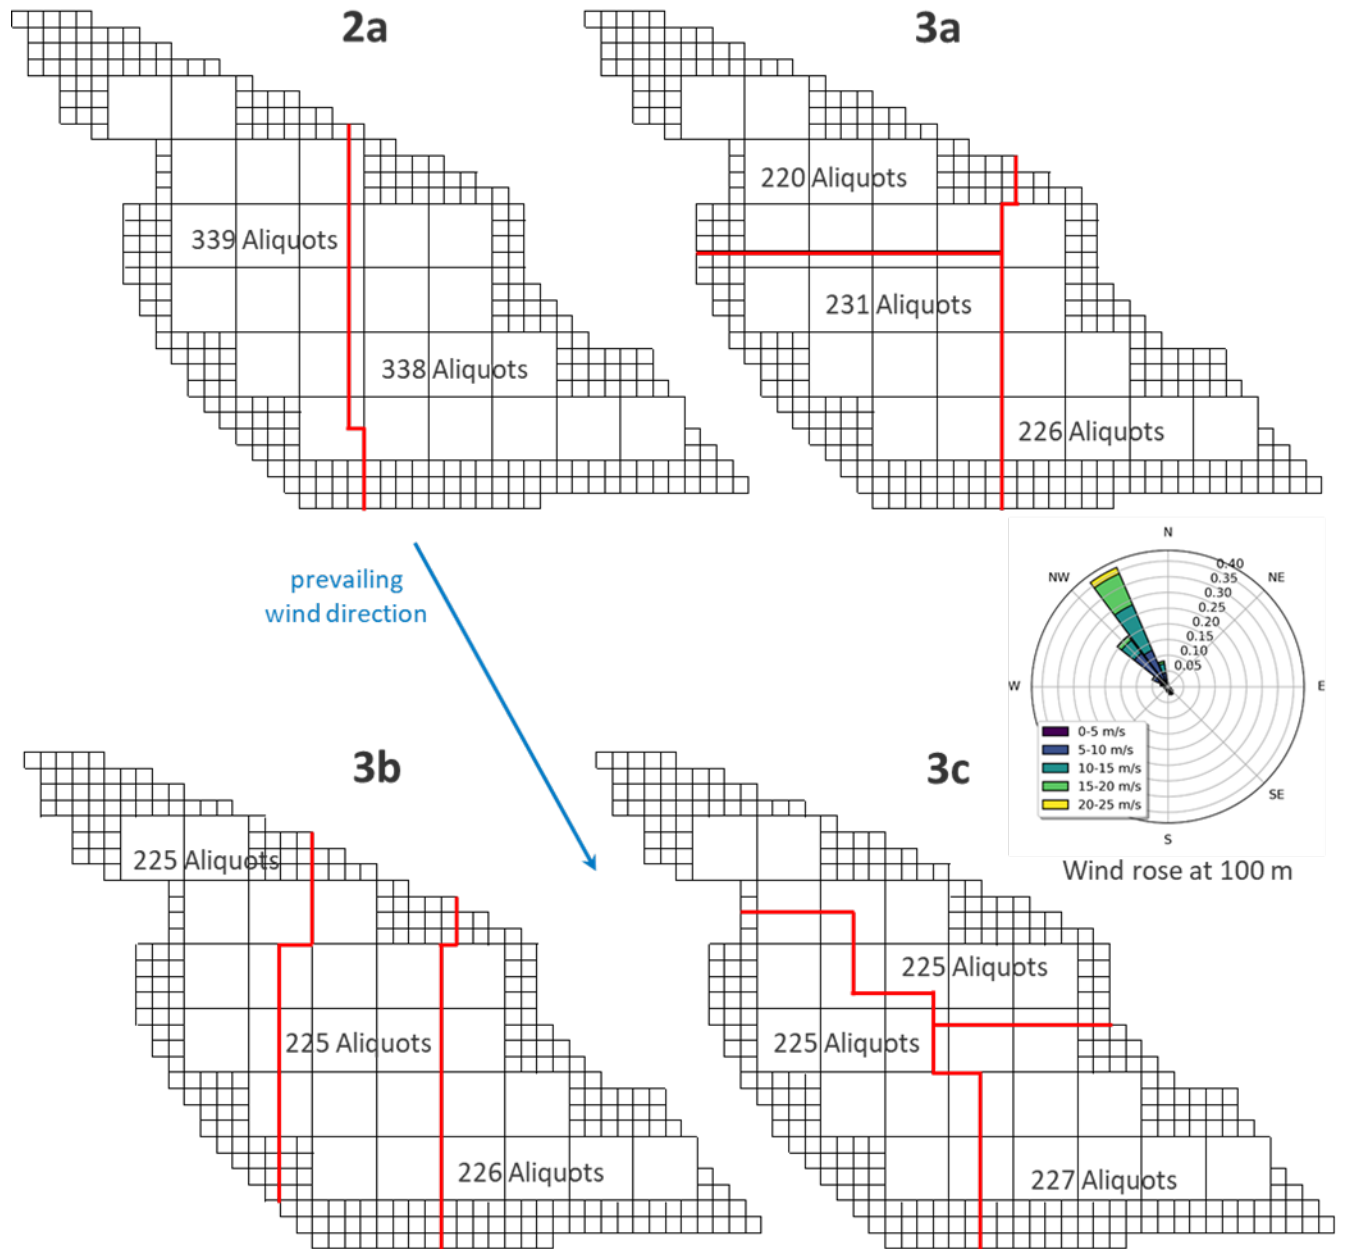 2a
3a
220 Aliquots
339 Aliquots
231 Aliquots
338 Aliquots
226 Aliquots
prevailing
wind direction
N
NW
NE
W
E
SE
S
0.40
0.35
0.30
0.25
0.20
0.15
0.10
0.05
0-5 m/s
5-10 m/s
10-15 m/s
15-20 m/s
20-25 m/s
Wind rose at 100 m
3b
3c
225 Aliquots
225 Aliquots
226 Aliquots
225 Aliquots
225 Aliquots
227 Aliquots